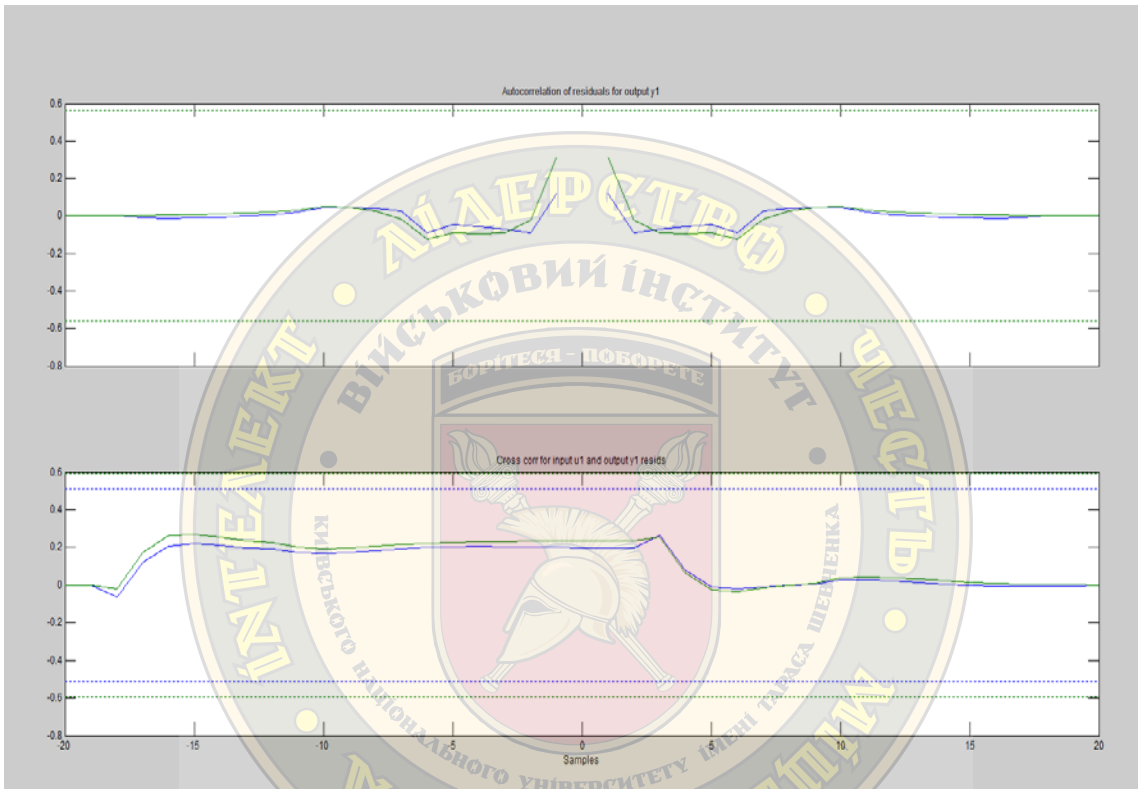 Autocorrelation of residuals for output y1
0.6
0.4
0.2
0
-0.2
-0.4
-0.6
-0.8
Cross corr for input u1 and output y1 resids
0.6
0.4
0.2
0
-0.2
-0.4
-0.6
-0.8
-20 -15 -10 -5 0 5 10 15 20
Samples
ІНТЕЛЕКТ • ЛІДЕРСТВО • ЧЕСТЬ •
ВІЙСЬКОВИЙ ІНСТИТУТ
БОРІТЕСЯ - ПОБОРЕТЕ
КИЇВСЬКОГО НАЦІОНАЛЬНОГО УНІВЕРСИТЕТУ ІМЕНІ ТАРАСА ШЕВЧЕНКА